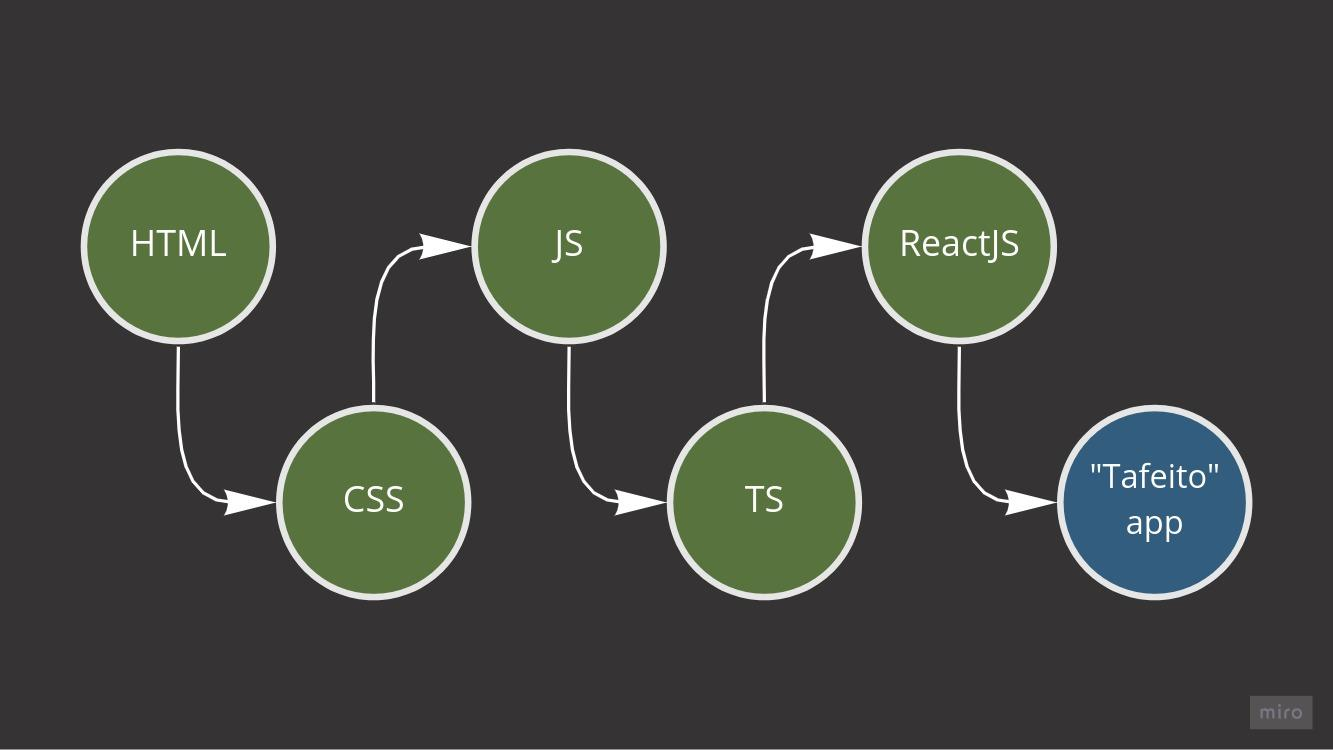 HTML
CSS
JS
TS
ReactJS
"Tafeito"
app
miro